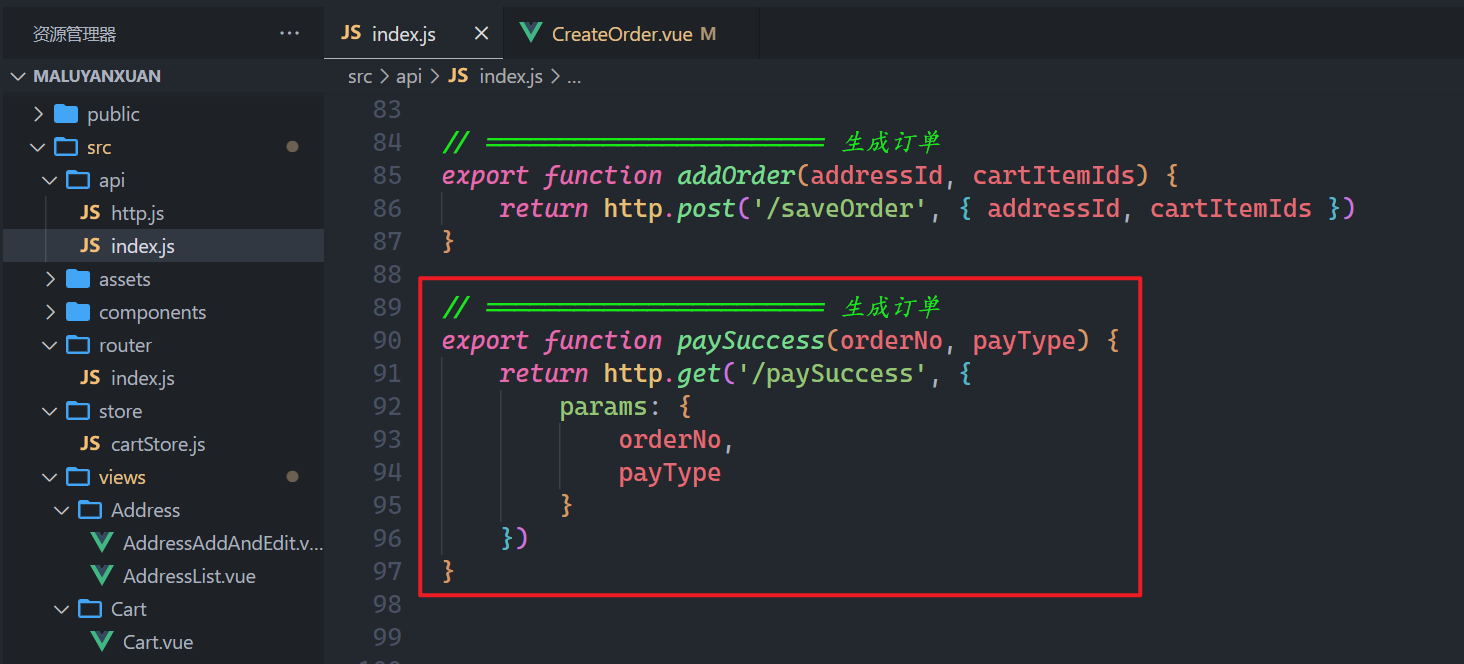 资源管理器 ...
MALUYANXUAN
public
src
api
JS http.js
JS index.js
assets
components
router
JS index.js
store
JS cartStore.js
views
Address
AddressAddAndEdit.v...
AddressList.vue
Cart
Cart.vue
JS index.js ×
CreateOrder.vue M
src > api > JS index.js > ...
83
84 // ======================= 生成订单
85 export function addOrder(addressId, cartItemIds) {
86 return http.post('/saveOrder', { addressId, cartItemIds })
87 }
88
89 // ======================= 生成订单
90 export function paySuccess(orderNo, payType) {
91 return http.get('/paySuccess', {
92 params: {
93 orderNo,
94 payType
95 }
96 })
97 }
98
99